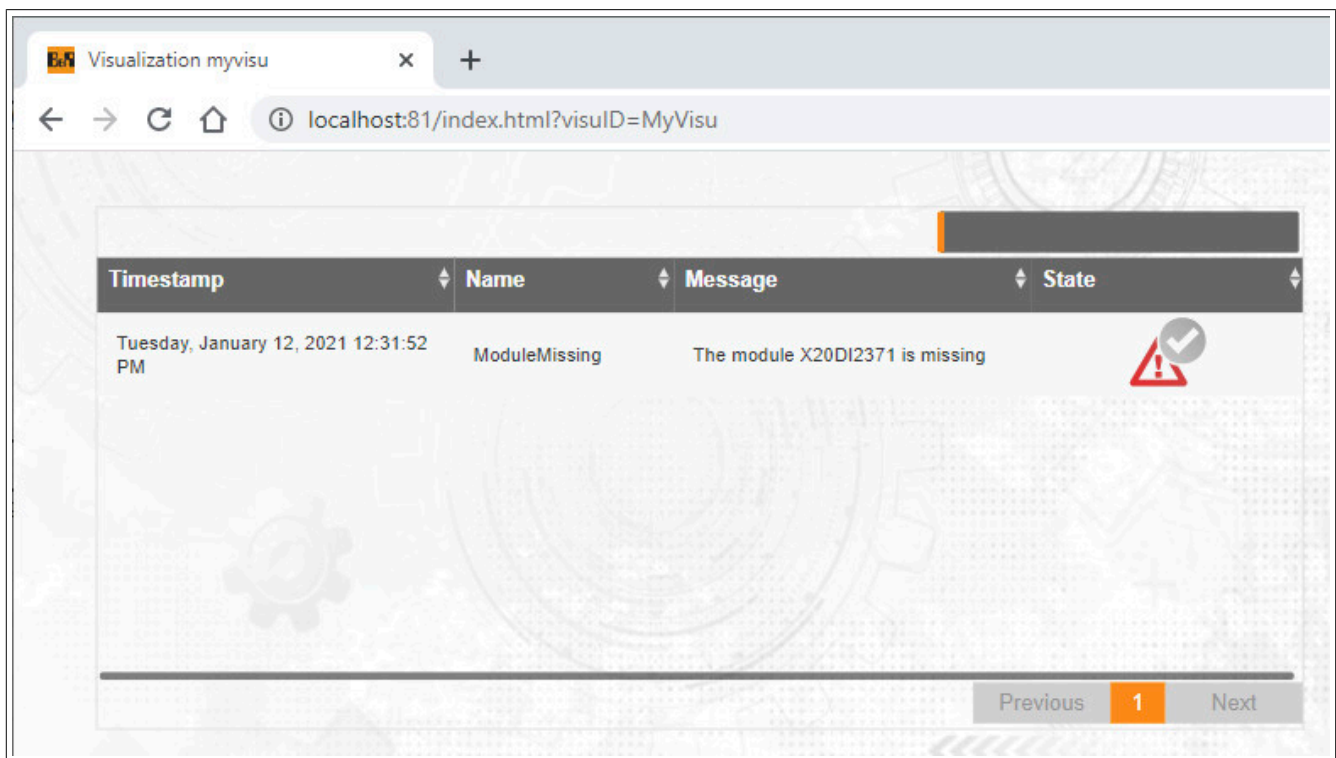 B&R Visualization myvisu
localhost:81/index.html?visuID=MyVisu
Timestamp Name Message State
Tuesday, January 12, 2021 12:31:52
PM
ModuleMissing
The module X20DI2371 is missing
Previous 1 Next